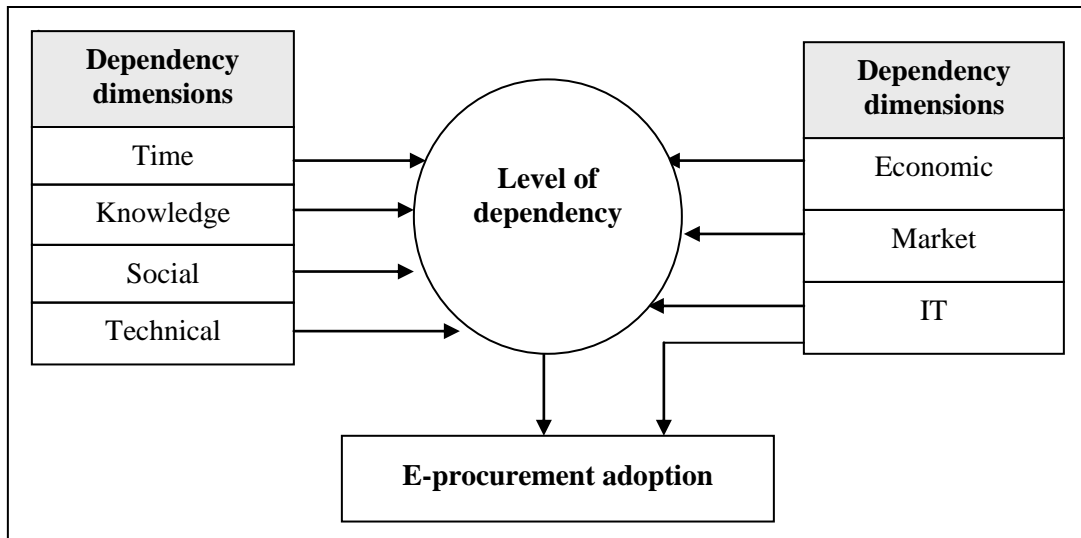 Dependency
dimensions
Time
Knowledge
Social
Technical
Level of
dependency
Dependency
dimensions
Economic
Market
IT
E-procurement adoption